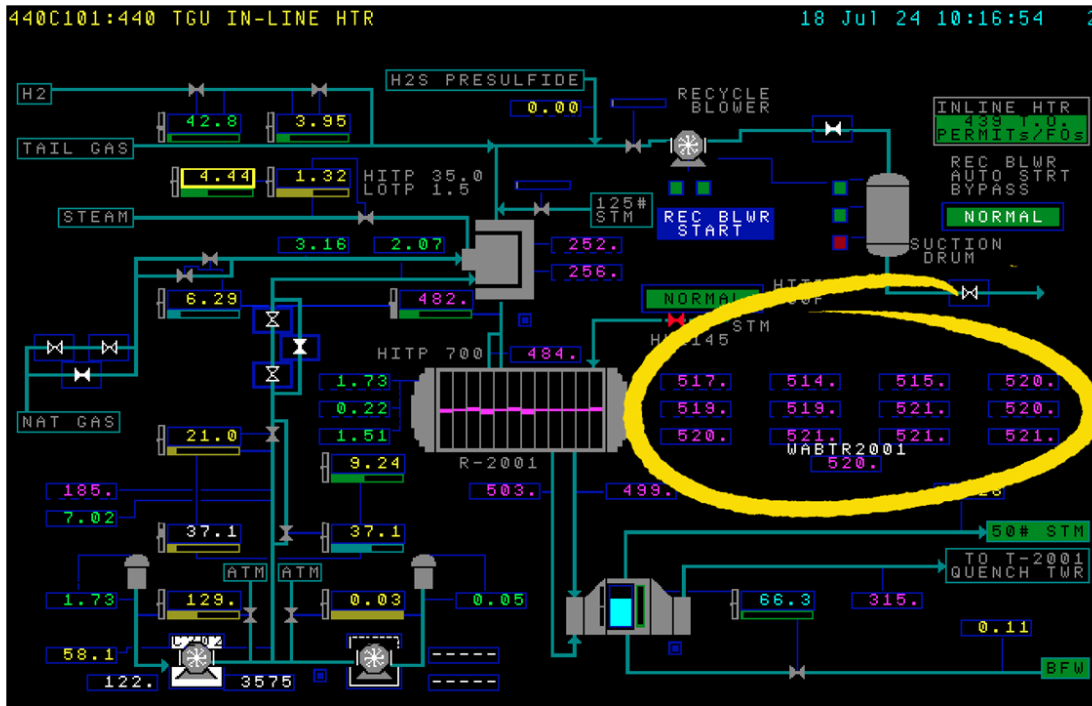 440C101:440 TGU IN-LINE HTR 18 Jul 24 10:16:54
H2S PRESULFIDE
H2
0.00
RECYCLE
BLOWER
INLINE HTR
439 T.O.
PERMITs/FOs
42.8 3.95
TAIL GAS
REC BLWR
AUTO STRT
BYPASS
4.44 1.32 HITP 35.0
LOTP 1.5
STEAM
125#
STM
REC BLWR
START
NORMAL
3.16 2.07
252.
SUCTION
DRUM
256.
6.29 482.
NORMAL
STM
HITP 700 484.
1.73 517. 514. 515. 520.
0.22 519. 519. 521. 520.
NAT GAS
21.0 1.51 520. 521. 521. 521.
WABTR2001
520.
R-2001
9.24
185. 503. 499.
7.02
37.1 37.1
50# STM
ATM ATM
TO T-2001
QUENCH TWR
1.73 129. 0.03 0.05
66.3 315.
0.11
58.1 -----
122. 3575 -----
BFW